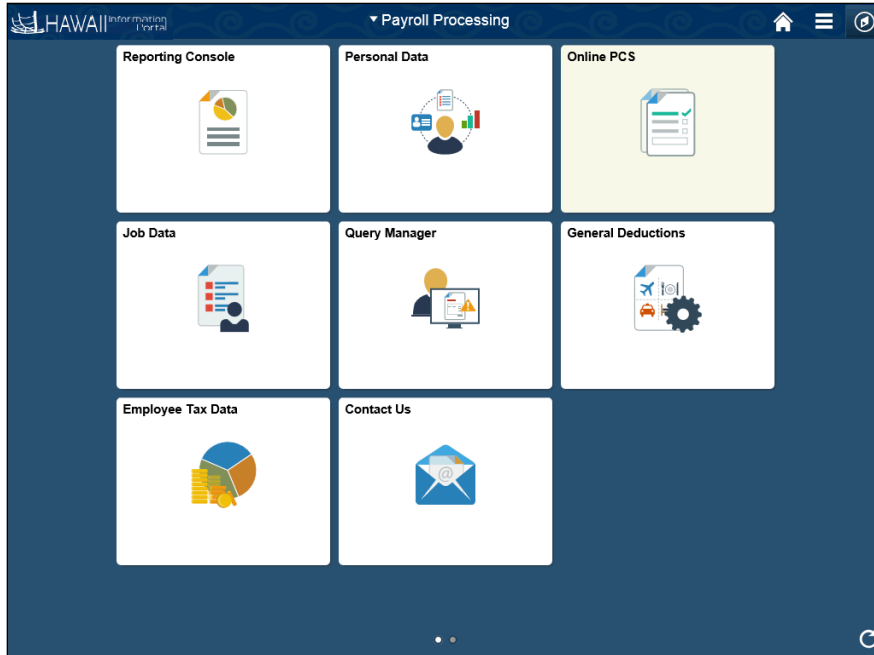 HAWAII Information Portal
Payroll Processing
Reporting Console
Personal Data
Online PCS
Job Data
Query Manager
General Deductions
@
Employee Tax Data
Contact Us